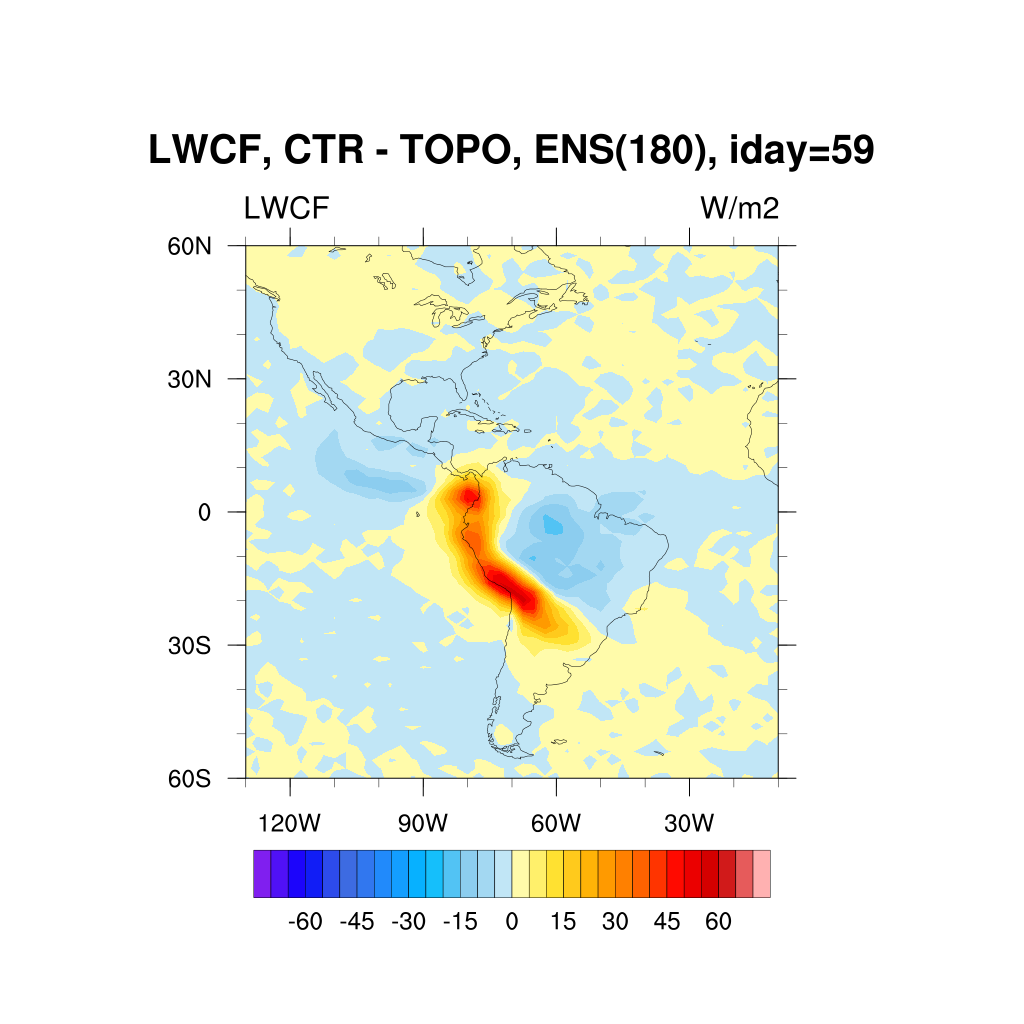 LWCF, CTR - TOPO, ENS(180), iday=59
LWCF W/m2
60N
30N
0
30S
60S
120W 90W 60W 30W
-60 -45 -30 -15 0 15 30 45 60